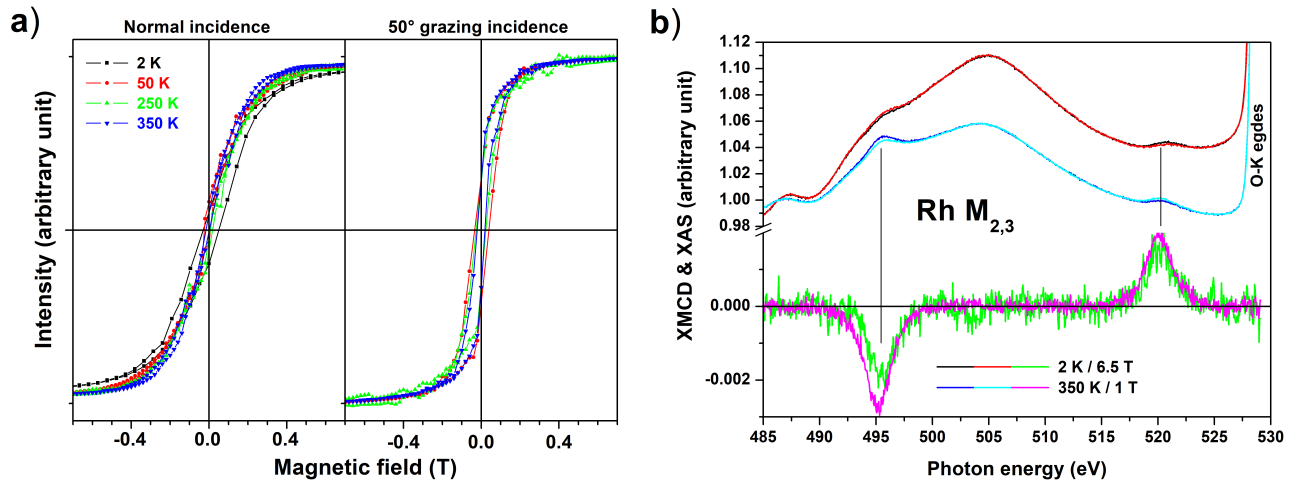 a)
Normal incidence
50° grazing incidence
2 K
50 K
250 K
350 K
Intensity (arbitrary unit)
-0.4
0.0
0.4
-0.4
0.0
0.4
Magnetic field (T)
b)
XMCD & XAS (arbitrary unit)
1.12
1.10
1.08
1.06
1.04
1.02
1.00
0.98
0.000
-0.002
O-K egdes
Rh M2,3
2 K / 6.5 T
350 K / 1 T
485
490
495
500
505
510
515
520
525
530
Photon energy (eV)